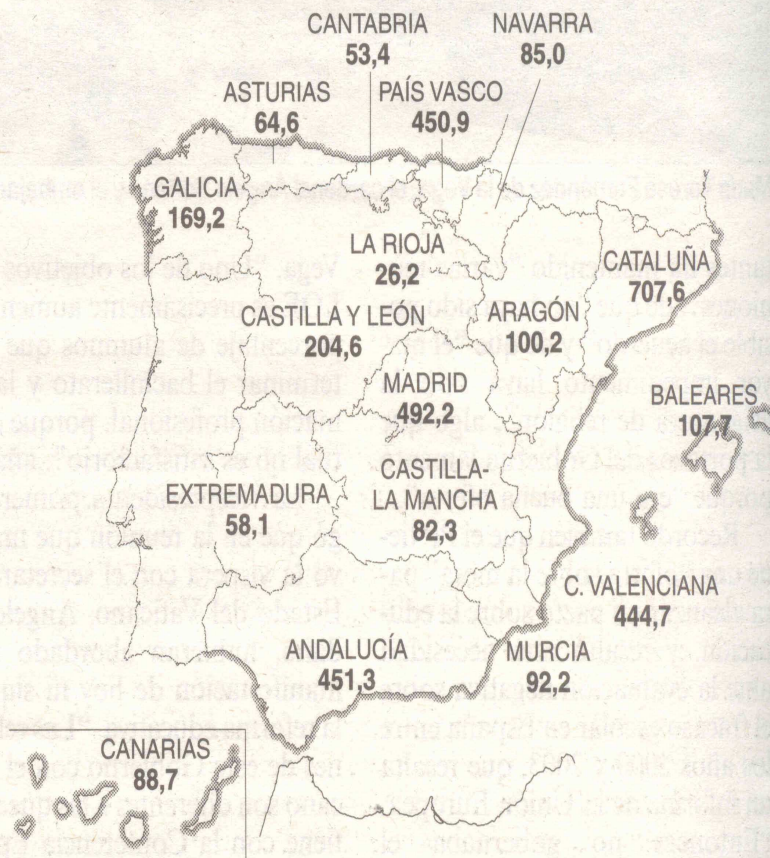 CANTABRIA
53,4
NAVARRA
85,0
ASTURIAS
64,6
PAÍS VASCO
450,9
GALICIA
169,2
LA RIOJA
26,2
CATALUÑA
707,6
CASTILLA Y LEÓN
204,6
ARAGÓN
100,2
MADRID
492,2
BALEARES
107,7
EXTREMADURA
58,1
CASTILLA-
LA MANCHA
82,3
C. VALENCIANA
444,7
ANDALUCÍA
451,3
MURCIA
92,2
CANARIAS
88,7